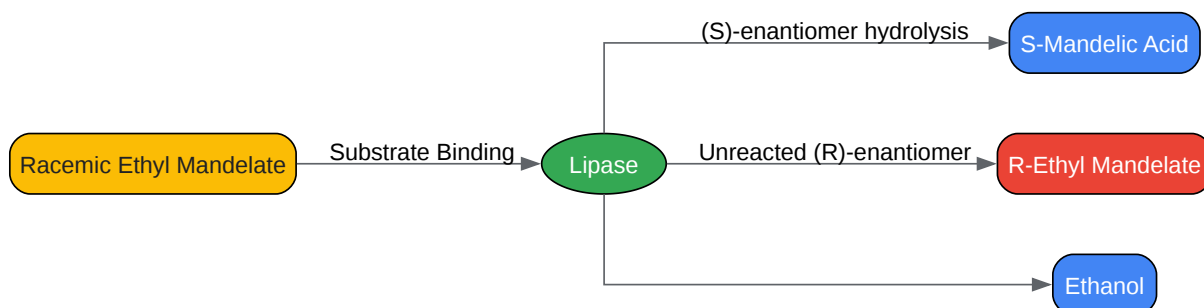 (S)-enantiomer hydrolysis
S-Mandelic Acid
Racemic Ethyl Mandelate
Substrate Binding
Lipase
Unreacted (R)-enantiomer
R-Ethyl Mandelate
Ethanol